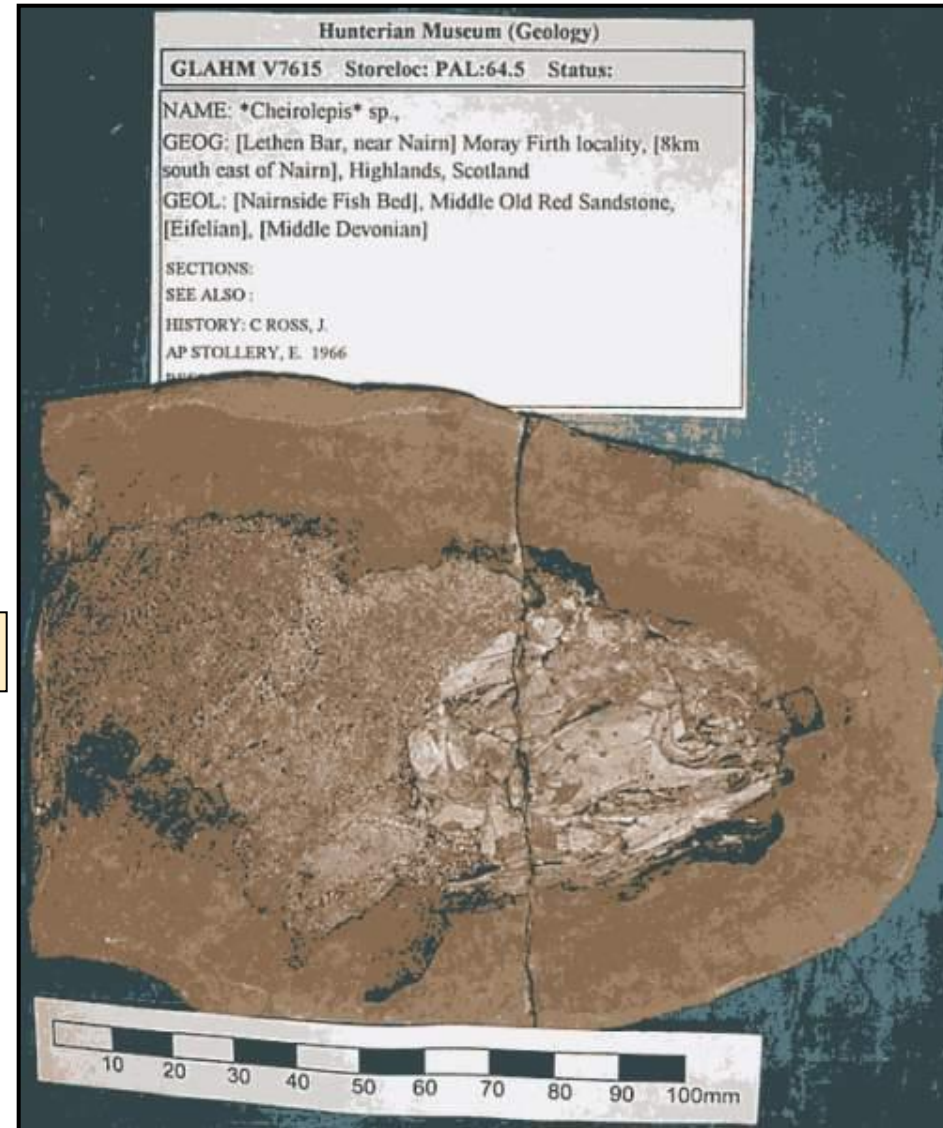 Hunterian Museum (Geology)
GLAHM V7615 Storeloc: PAL:64.5 Status:
NAME: *Cheirolepis* sp.,
GEOG: [Lethen Bar, near Nairn] Moray Firth locality, [8km
south east of Nairn], Highlands, Scotland
GEOL: [Nairnside Fish Bed], Middle Old Red Sandstone,
[Eifelian], [Middle Devonian]
SECTIONS:
SEE ALSO :
HISTORY: C ROSS, J.
AP STOLLERY, E. 1966
10 20 30 40 50 60 70 80 90 100mm